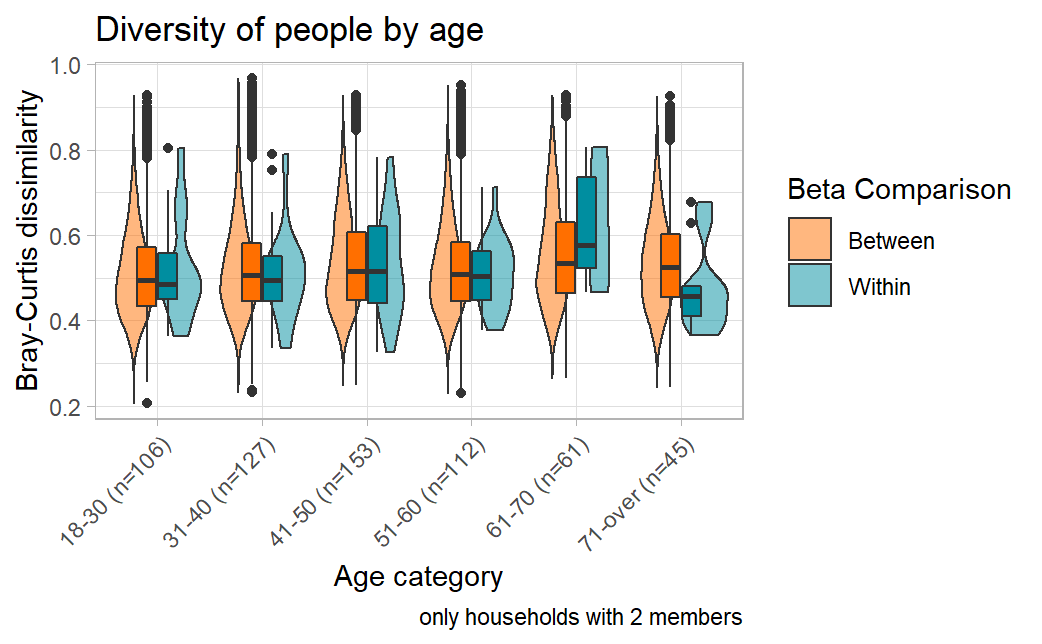 Diversity of people by age
Bray-Curtis dissimilarity
1.0
0.8
0.6
0.4
0.2
18-30 (n=106)
31-40 (n=127)
41-50 (n=153)
51-60 (n=112)
61-70 (n=61)
71-over (n=45)
Age category
only households with 2 members
Beta Comparison
Between
Within